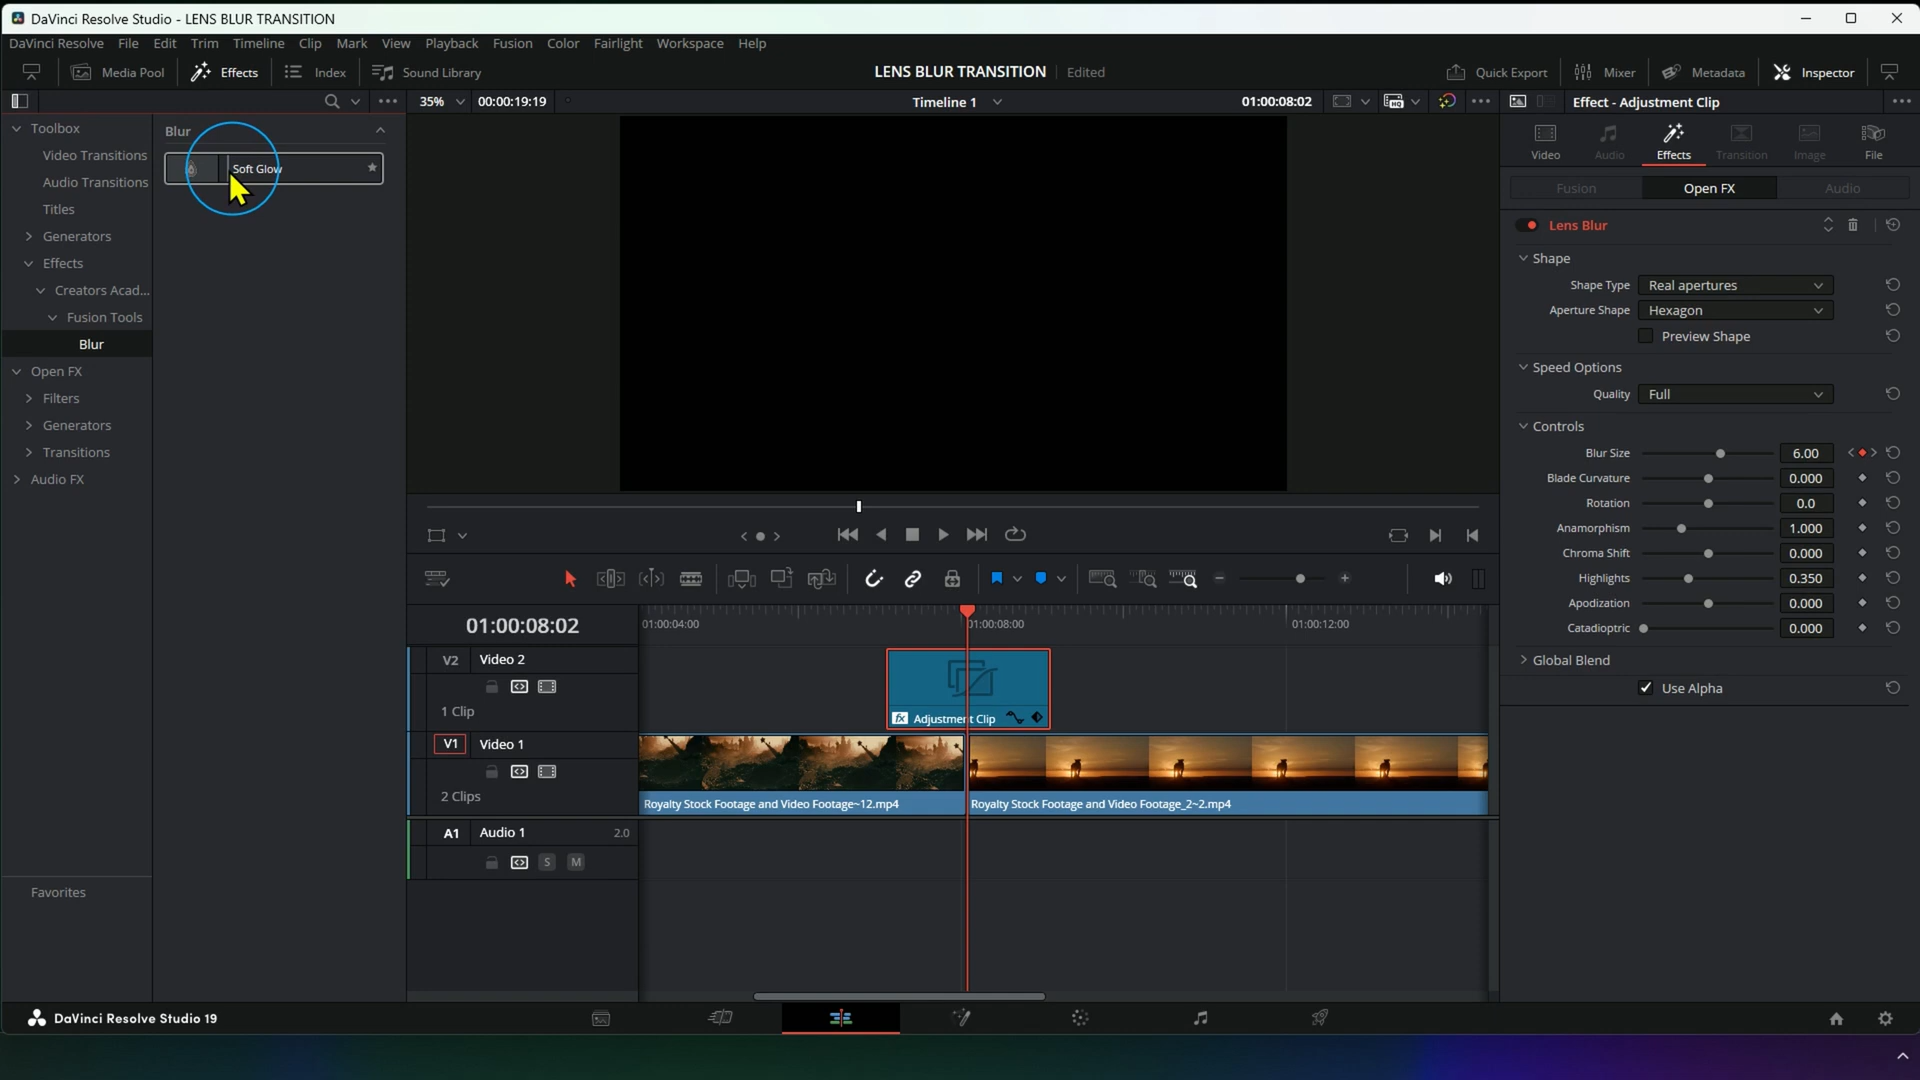 DaVinci Resolve Studio - LENS BLUR TRANSITION
DaVinci Resolve File Edit Trim Timeline Clip Mark View Playback Fusion Color Fairlight Workspace Help
Media Pool Effects Index Sound Library LENS BLUR TRANSITION Edited Quick Export Mixer Metadata Inspector
35% 00:00:19:19 Timeline 1 01:00:08:02 Effect - Adjustment Clip
Toolbox
Video Transitions
Audio Transitions
Titles
Generators
Effects
Creators Acad...
Fusion Tools
Blur
Open FX
Filters
Generators
Transitions
Audio FX
Favorites
Blur
Soft Glow
Video Audio Effects Transition Image File
Fusion Open FX Audio
Lens Blur
Shape
Shape Type Real apertures
Aperture Shape Hexagon
Preview Shape
Speed Options
Quality Full
Controls
Blur Size 6.00
Blade Curvature 0.000
Rotation 0.0
Anamorphism 1.000
Chroma Shift 0.000
Highlights 0.350
Apodization 0.000
Catadioptric 0.000
Global Blend
Use Alpha
01:00:08:02 01:00:04:00 01:00:08:00 01:00:12:00
V2 Video 2
1 Clip
fx Adjustment Clip
V1 Video 1
2 Clips
Royalty Stock Footage and Video Footage~12.mp4
Royalty Stock Footage and Video Footage_2~2.mp4
A1 Audio 1 2.0
S M
DaVinci Resolve Studio 19